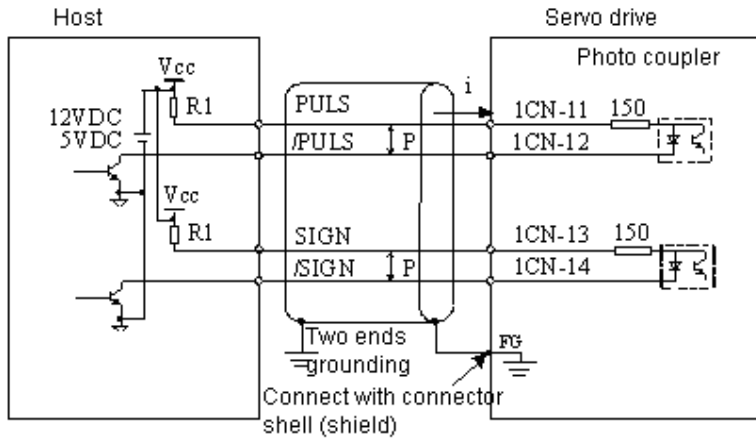 Host
Servo drive
Photo coupler
Vcc
i
R1
PULS
1CN-11
150
12VDC
5VDC
/PULS
P
1CN-12
Vcc
R1
SIGN
1CN-13
150
/SIGN
P
1CN-14
Two ends
grounding
FG
Connect with connector
shell (shield)